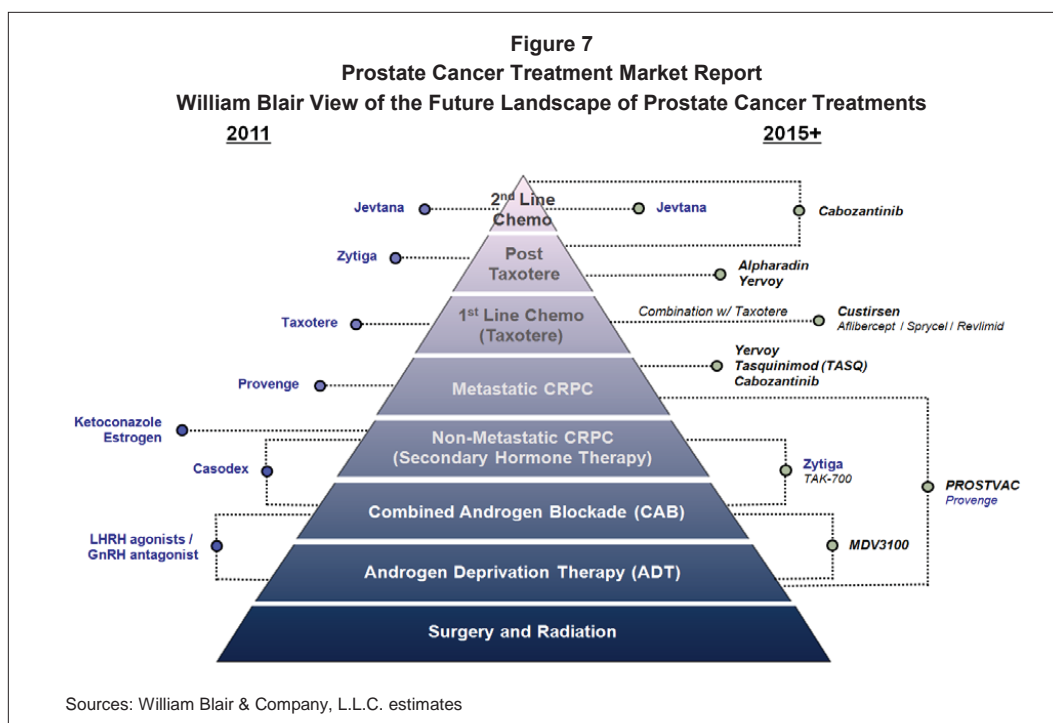 Figure 7
Prostate Cancer Treatment Market Report
William Blair View of the Future Landscape of Prostate Cancer Treatments
2011
2015+
Jevtana
2nd Line
Chemo
Jevtana
Cabozantinib
Zytiga
Post
Taxotere
Alpharadin
Yervoy
Taxotere
1st Line Chemo
(Taxotere)
Combination w/ Taxotere
Custirsen
Aflibercept / Sprycel / Revlimid
Provenge
Metastatic CRPC
Yervoy
Tasquinimod (TASQ)
Cabozantinib
Ketoconazole
Estrogen
Casodex
Non-Metastatic CRPC
(Secondary Hormone Therapy)
Zytiga
TAK-700
PROSTVAC
Provenge
LHRH agonists /
GnRH antagonist
Combined Androgen Blockade (CAB)
MDV3100
Androgen Deprivation Therapy (ADT)
Surgery and Radiation
Sources: William Blair & Company, L.L.C. estimates